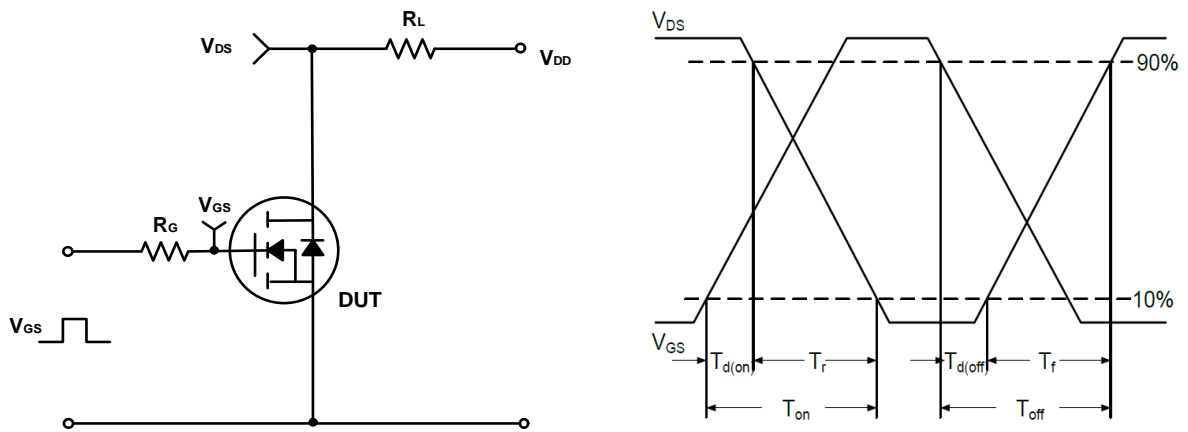 RL
VDS
VDD
VGS
RG
DUT
VGS
VDS
90%
10%
VGS
Td(on)
Tr
Td(off)
Tf
Ton
Toff